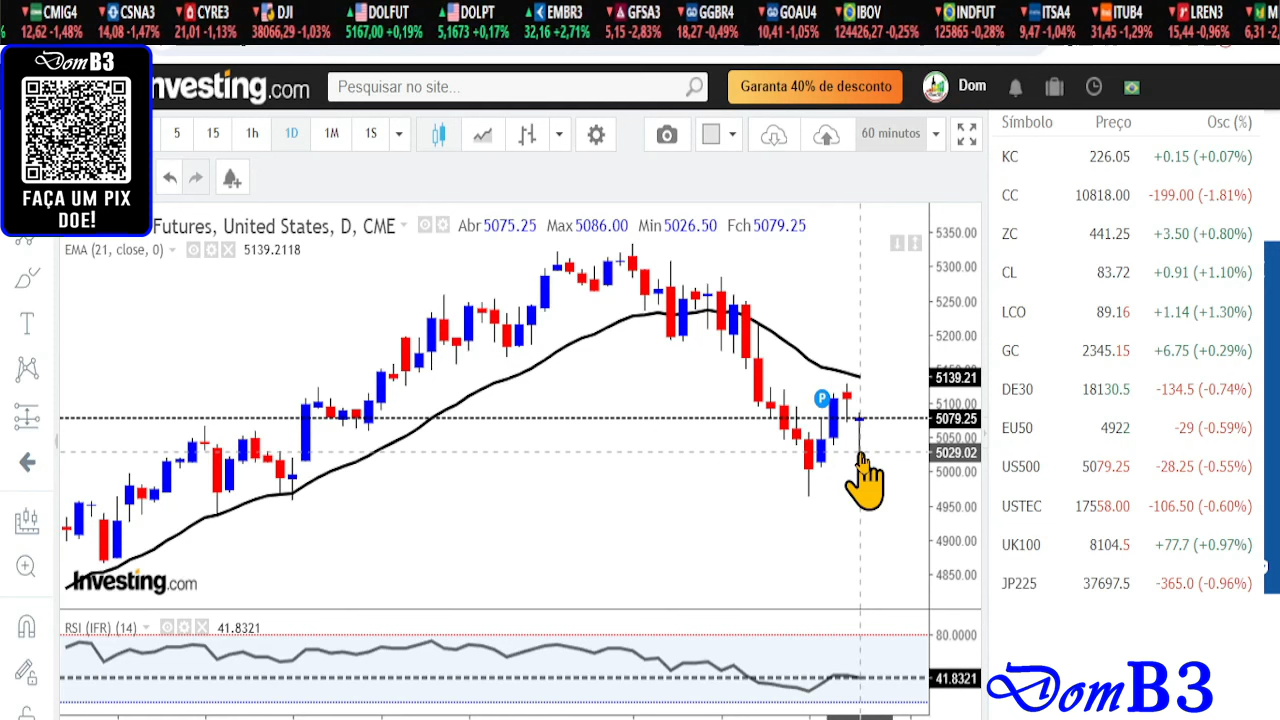 CMIG4 CSNA3 CYRE3 DJI DOLFUT DOLPT EMBR3 GFSA3 GGBR4 GOAU4 IBOV INDFUT ITSA4 ITUB4 LREN3 M
12,62 -1,48% 14,08 -1,47% 21,01 -1,13% 38066,29 -1,03% 5167,00 +0,19% 5,1673 +0,17% 32,16 +2,71% 5,15 -2,83% 18,27 -0,49% 10,41 -1,05% 124426,27 -0,25% 125865 -0,28% 9,47 -1,04% 31,45 -1,29% 15,44 -0,96% 6,31 -2
DomB3
FAÇA UM PIX
DOE!
Investing.com
Pesquisar no site...
Garanta 40% de desconto
Dom
5 15 1h 1D 1M 1S
60 minutos
Futures, United States, D, CME Abr 5075.25 Max 5086.00 Min 5026.50 Fch 5079.25
EMA (21, close, 0) 5139.2118
5350.00
5300.00
5250.00
5200.00
5139.21
5100.00
5079.25
5050.00
5029.02
5000.00
4950.00
4900.00
4850.00
P
Investing.com
RSI (IFR) (14) 41.8321
80.0000
41.8321
Símbolo Preço Osc (%)
KC 226.05 +0.15 (+0.07%)
CC 10818.00 -199.00 (-1.81%)
ZC 441.25 +3.50 (+0.80%)
CL 83.72 +0.91 (+1.10%)
LCO 89.16 +1.14 (+1.30%)
GC 2345.15 +6.75 (+0.29%)
DE30 18130.5 -134.5 (-0.74%)
EU50 4922 -29 (-0.59%)
US500 5079.25 -28.25 (-0.55%)
USTEC 17558.00 -106.50 (-0.60%)
UK100 8104.5 +77.7 (+0.97%)
JP225 37697.5 -365.0 (-0.96%)
DomB3